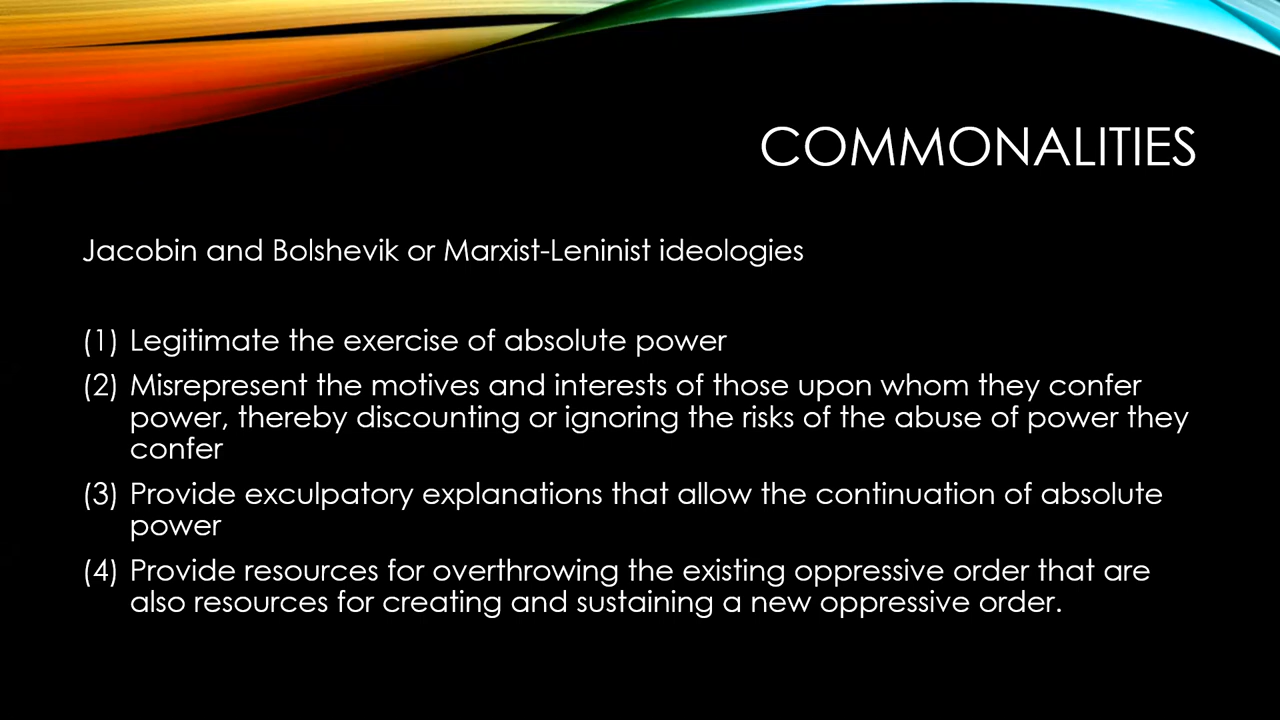 COMMONALITIES
Jacobin and Bolshevik or Marxist-Leninist ideologies
(1) Legitimate the exercise of absolute power
(2) Misrepresent the motives and interests of those upon whom they confer
power, thereby discounting or ignoring the risks of the abuse of power they
confer
(3) Provide exculpatory explanations that allow the continuation of absolute
power
(4) Provide resources for overthrowing the existing oppressive order that are
also resources for creating and sustaining a new oppressive order.